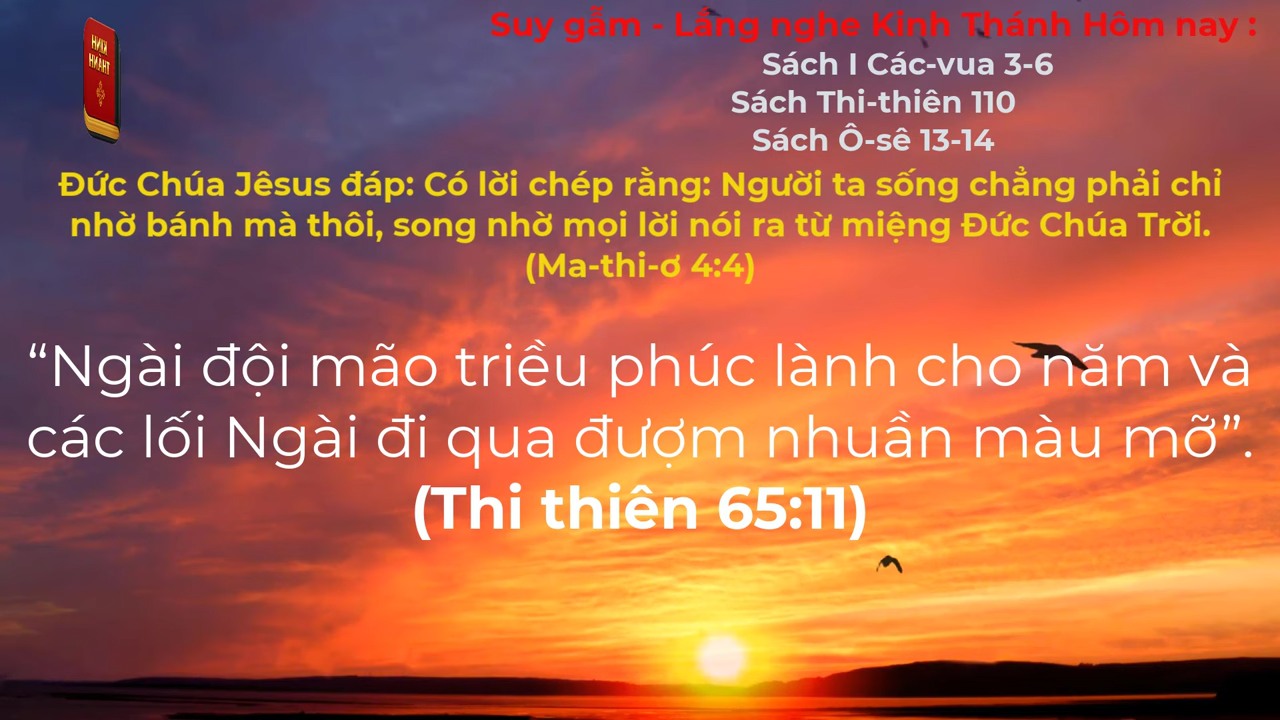 Suy gẫm - Lắng nghe Kinh Thánh Hôm nay :
Sách I Các-vua 3-6
Sách Thi-thiên 110
Sách Ô-sê 13-14
KINH
THÁNH
Đức Chúa Jêsus đáp: Có lời chép rằng: Người ta sống chẳng phải chỉ
nhờ bánh mà thôi, song nhờ mọi lời nói ra từ miệng Đức Chúa Trời.
(Ma-thi-ơ 4:4)
“Ngài đội mão triều phúc lành cho năm và
các lối Ngài đi qua đượm nhuần màu mỡ”.
(Thi thiên 65:11)